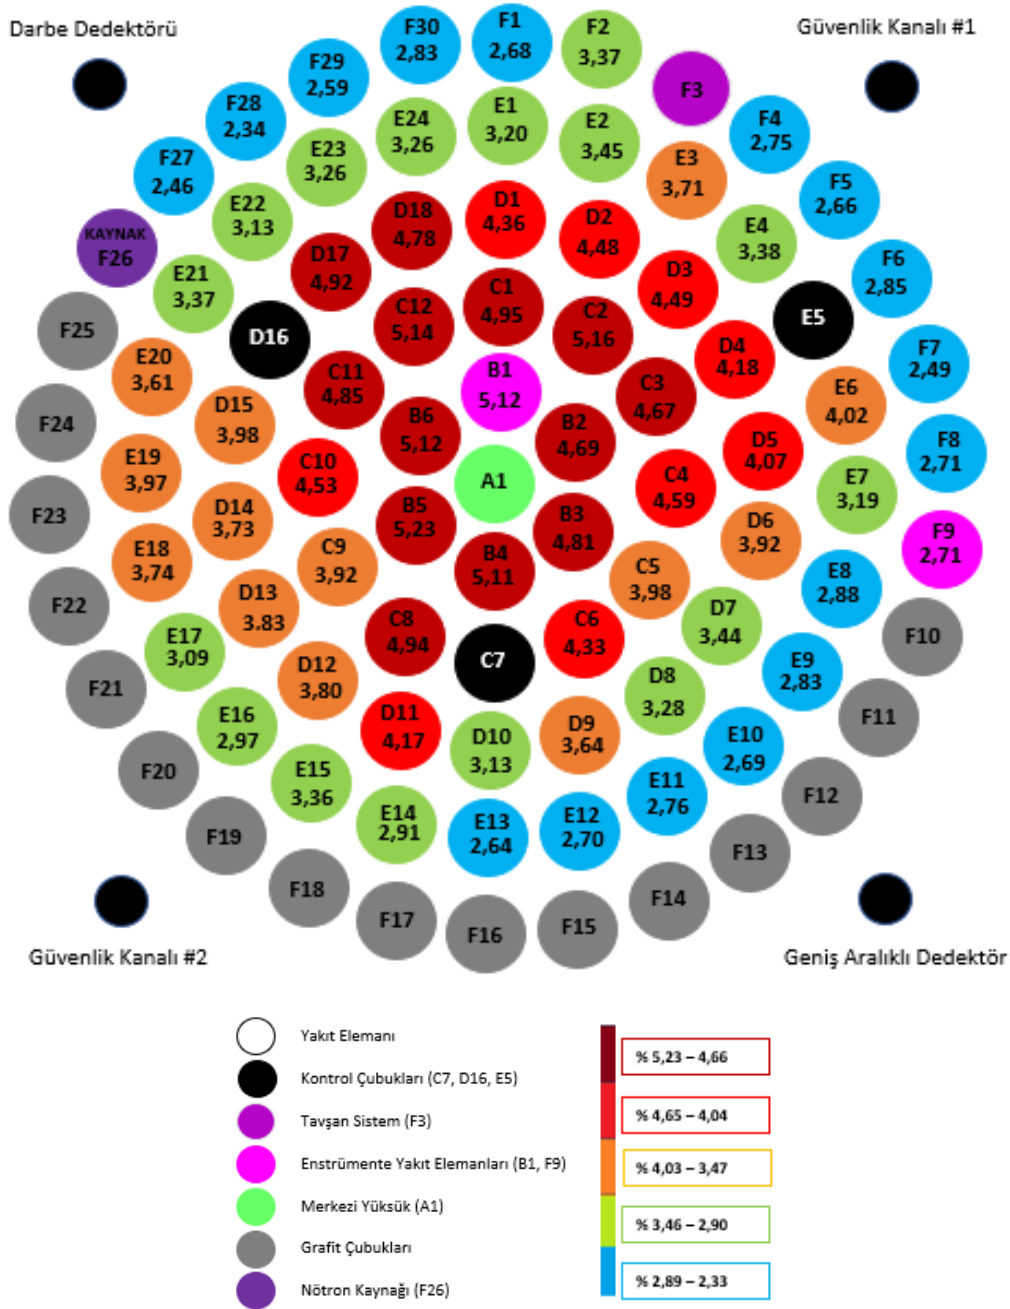 Darbe Dedektörü
Güvenlik Kanalı #1
F30
2,83
F1
2,68
F2
3,37
F29
2,59
F3
F28
2,34
E24
3,26
E1
3,20
E2
3,45
F4
2,75
F27
2,46
E23
3,26
E3
3,71
F5
2,66
E22
3,13
D18
4,78
D1
4,36
D2
4,48
E4
3,38
KAYNAK
F26
D17
4,92
D3
4,49
F6
2,85
E21
3,37
C12
5,14
C1
4,95
C2
5,16
E5
F25
D16
D4
4,18
F7
2,49
E20
3,61
C11
4,85
B1
5,12
C3
4,67
E6
4,02
F24
D15
3,98
B6
5,12
B2
4,69
D5
4,07
F8
2,71
E19
3,97
C10
4,53
A1
C4
4,59
E7
3,19
F23
D14
3,73
B5
5,23
B3
4,81
D6
3,92
F9
2,71
E18
3,74
C9
3,92
B4
5,11
C5
3,98
E8
2,88
F22
D13
3.83
C8
4,94
C6
4,33
D7
3,44
F10
E17
3,09
D12
3,80
C7
D8
3,28
E9
2,83
F21
E16
2,97
D11
4,17
D10
3,13
D9
3,64
E10
2,69
F11
F20
E15
3,36
E14
2,91
E13
2,64
E12
2,70
E11
2,76
F12
F19
F13
F18
F17
F16
F15
F14
Güvenlik Kanalı #2
Geniş Aralıklı Dedektör
Yakıt Elemanı
Kontrol Çubukları (C7, D16, E5)
Tavşan Sistem (F3)
Enstrümente Yakıt Elemanları (B1, F9)
Merkezi Yüksük (A1)
Grafit Çubukları
Nötron Kaynağı (F26)
% 5,23 – 4,66
% 4,65 – 4,04
% 4,03 – 3,47
% 3,46 – 2,90
% 2,89 – 2,33